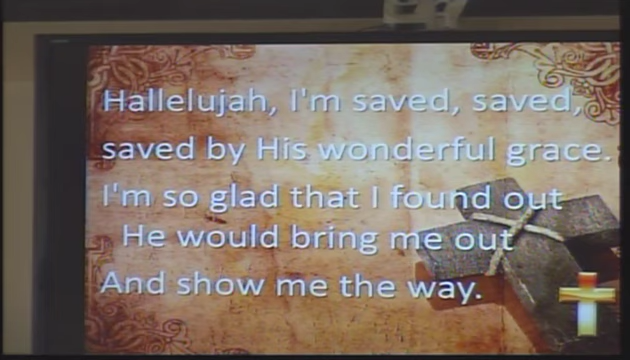 Hallelujah, I'm saved, saved,
saved by His wonderful grace.
I'm so glad that I found out
He would bring me out
And show me the way.